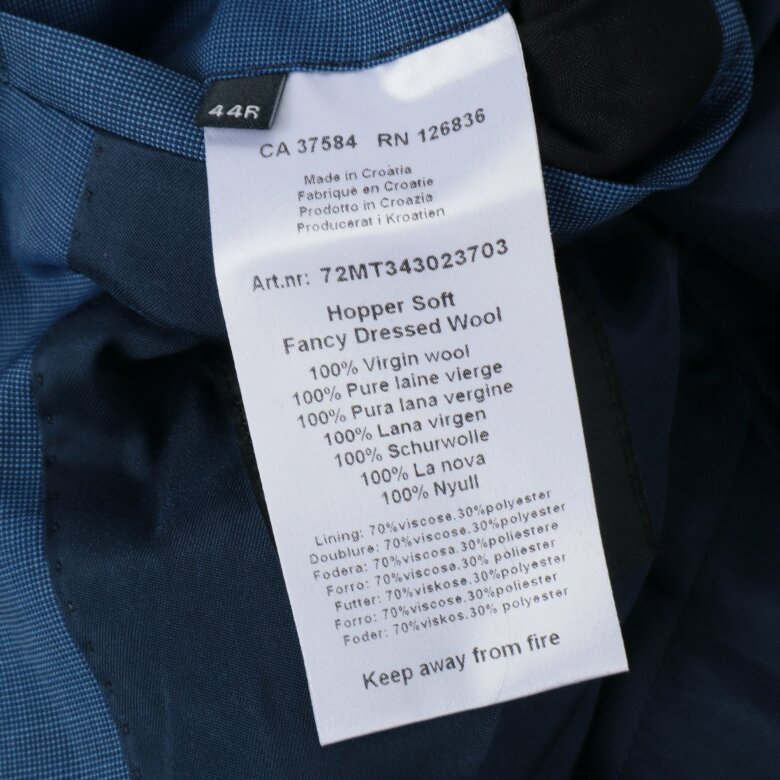 44R
CA 37584 RN 126836
Made in Croatia
Fabriqué en Croatie
Prodotto in Croazia
Producerat i Kroatien
Art.nr: 72MT343023703
Hopper Soft
Fancy Dressed Wool
100% Virgin wool
100% Pure laine vierge
100% Pura lana vergine
100% Lana virgen
100% Schurwolle
100% La nova
100% Nyull
Lining: 70%viscose.30%polyester
Doublure: 70%viscose.30%polyester
Fodera: 70%viscosa.30%poliestere
Forro: 70%viscosa.30% poliester
Futter: 70%viskose.30%polyester
Forro: 70%viscose.30%poliester
Foder: 70%viskos.30% polyester
Keep away from fire